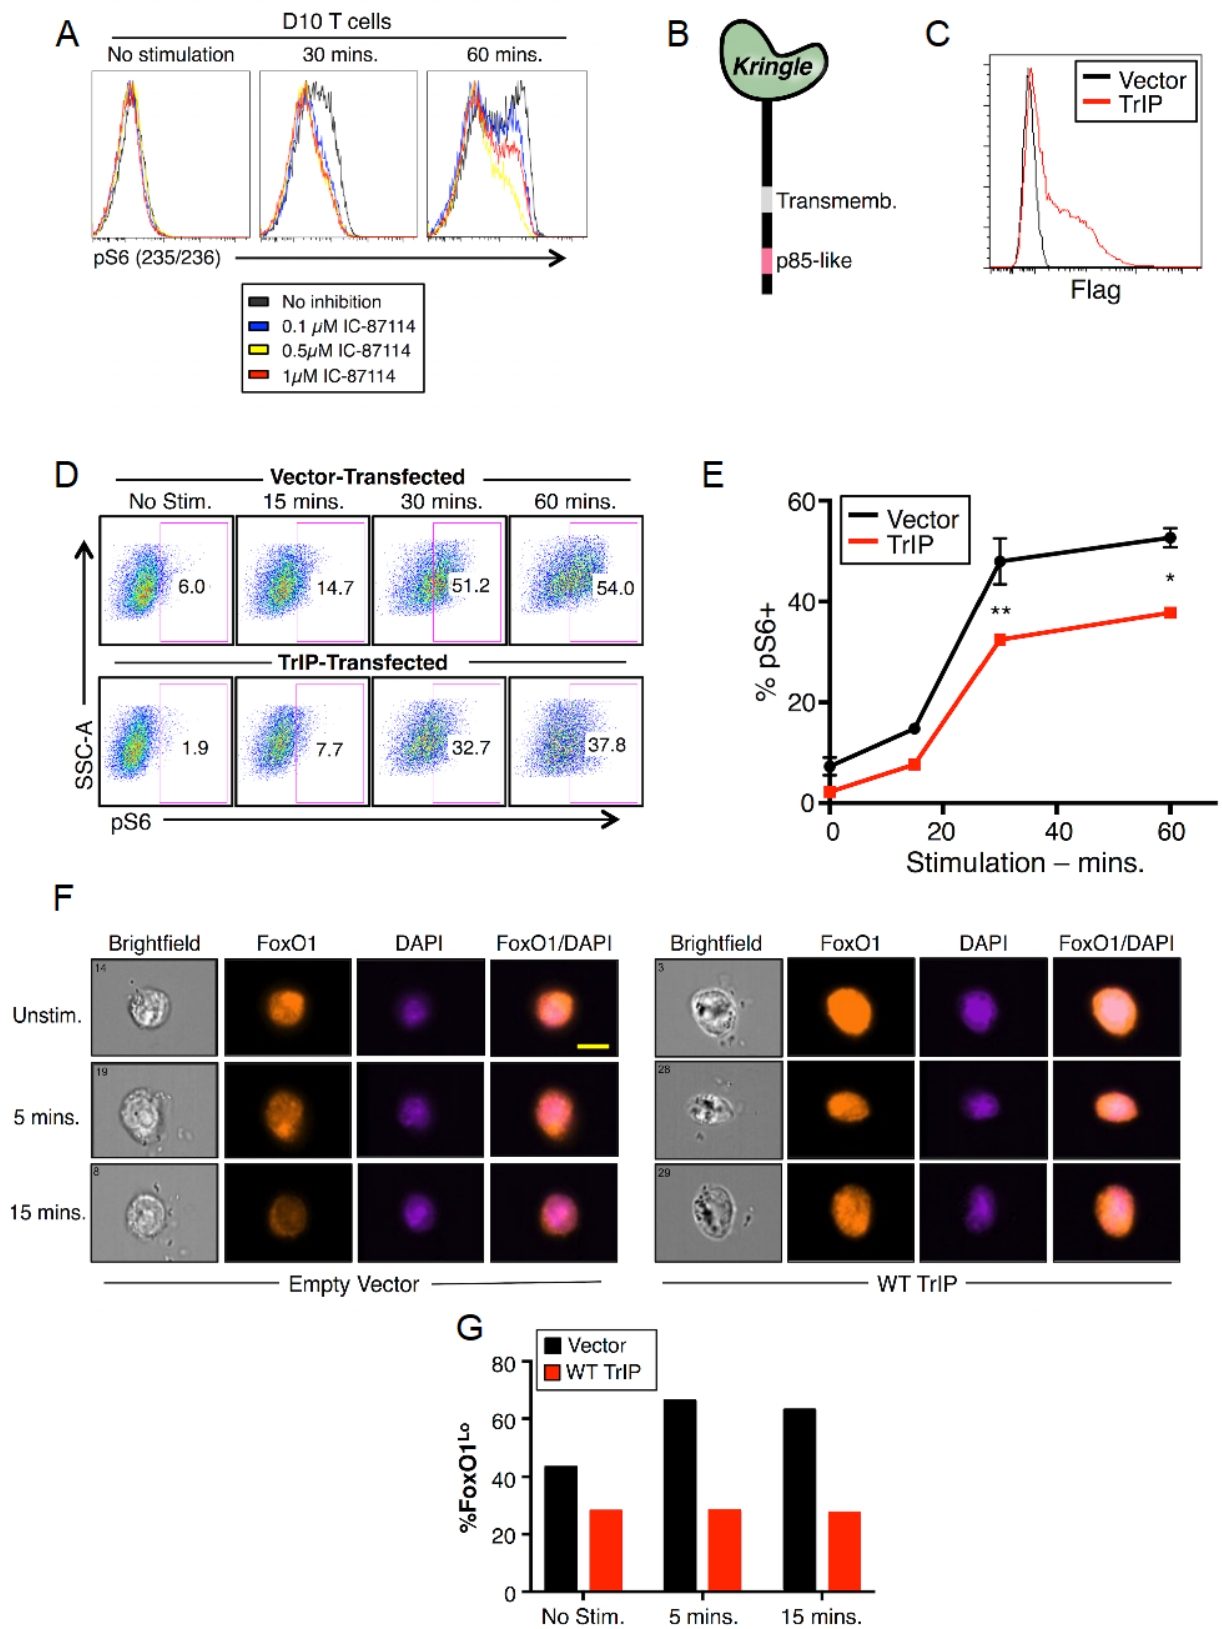 A
D10 T cells
No stimulation
30 mins.
60 mins.
pS6 (235/236)
No inhibition
0.1 µM IC-87114
0.5µM IC-87114
1µM IC-87114
B
Kringle
Transmemb.
p85-like
C
Vector
TrIP
Flag
D
Vector-Transfected
No Stim. 15 mins. 30 mins. 60 mins.
6.0 14.7 51.2 54.0
TrIP-Transfected
1.9 7.7 32.7 37.8
SSC-A
pS6
E
Vector
TrIP
60
40
20
0
% pS6+
**
*
0 20 40 60
Stimulation – mins.
F
Brightfield FoxO1 DAPI FoxO1/DAPI
Brightfield FoxO1 DAPI FoxO1/DAPI
Unstim.
14
3
5 mins.
19
28
15 mins.
8
29
Empty Vector
WT TrIP
G
Vector
WT TrIP
80
60
40
20
0
%FoxO1ᴸᵒ
No Stim. 5 mins. 15 mins.